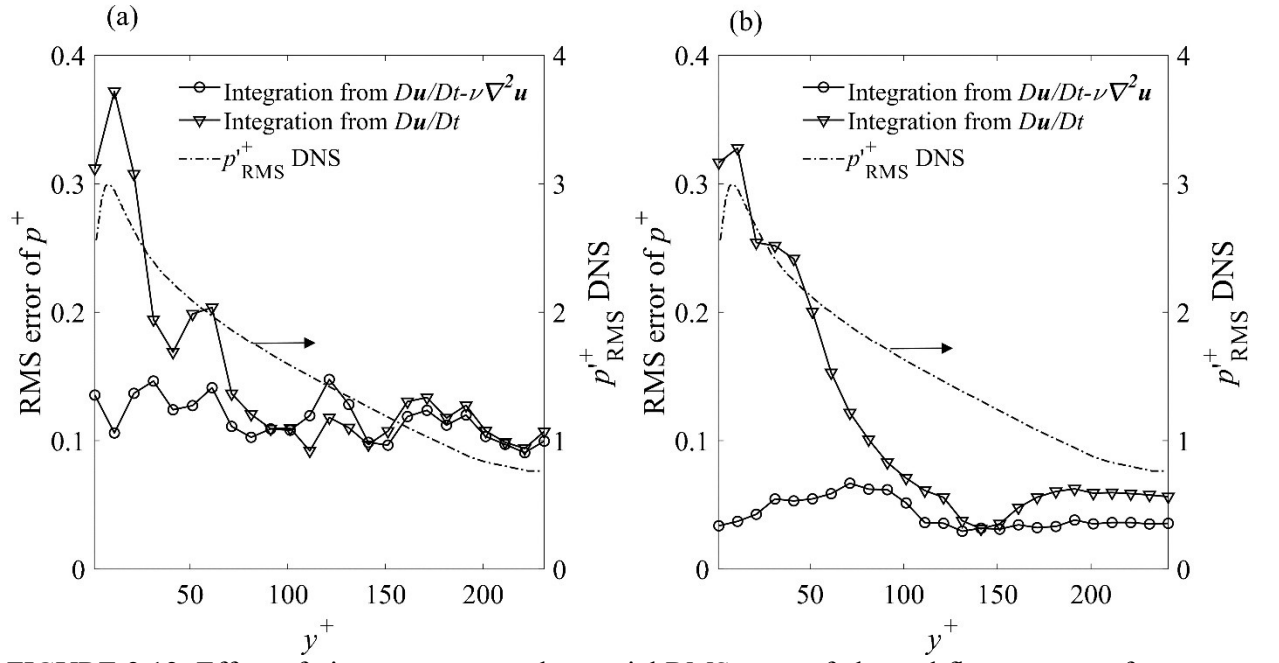 (a)
0.4
0.3
0.2
0.1
0
RMS error of p⁺
4
3
2
1
0
p'⁺RMS DNS
Integration from Du/Dt-ν∇²u
Integration from Du/Dt
p'⁺RMS DNS
50
100
150
200
y⁺
(b)
0.4
0.3
0.2
0.1
0
RMS error of p⁺
4
3
2
1
0
p'⁺RMS DNS
Integration from Du/Dt-ν∇²u
Integration from Du/Dt
p'⁺RMS DNS
50
100
150
200
y⁺